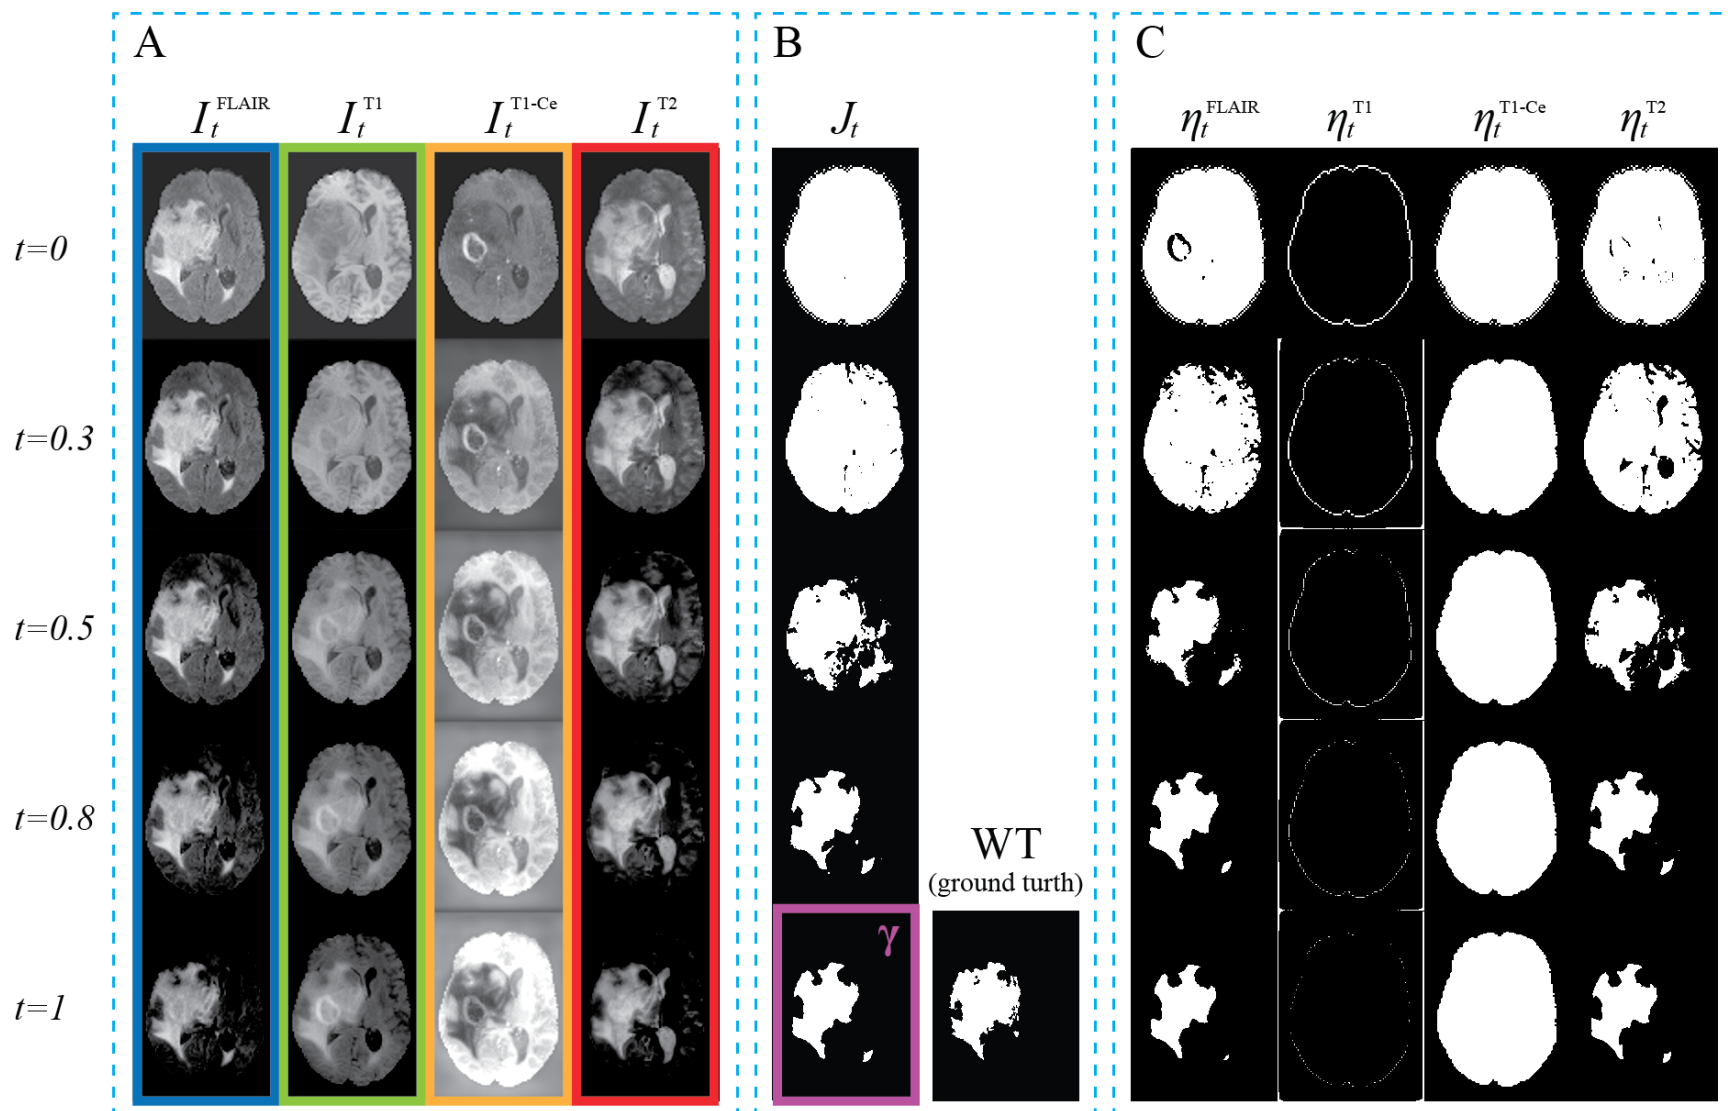 A
B
C
I_t^FLAIR I_t^T1 I_t^T1-Ce I_t^T2
J_t
η_t^FLAIR η_t^T1 η_t^T1-Ce η_t^T2
t=0
t=0.3
t=0.5
t=0.8
t=1
WT
(ground turth)
γ